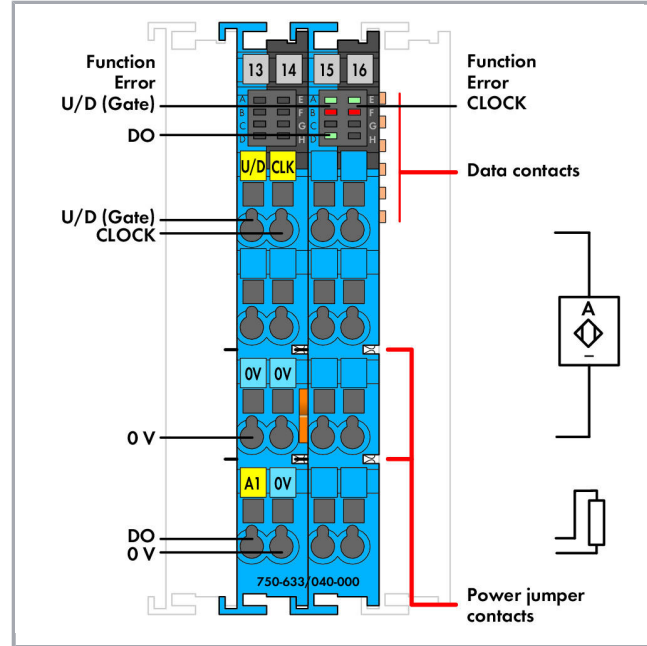 Function
Error
U/D (Gate)
DO
13 14 15 16
Function
Error
CLOCK
A E A E
B F B F
C G C G
D H D H
U/D CLK
Data contacts
U/D (Gate)
CLOCK
A
0V 0V
0 V
A1 0V
DO
0 V
750-633/040-000
Power jumper
contacts